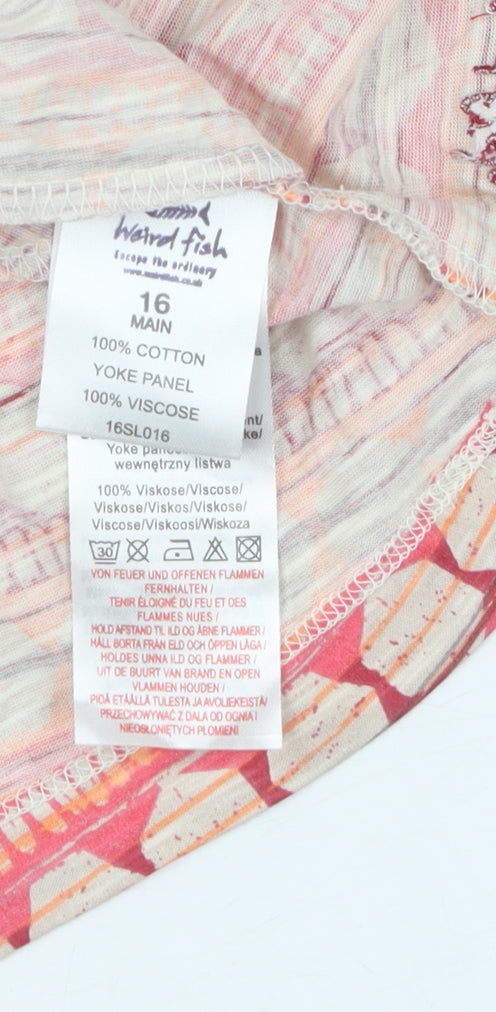 weird fish
Escape the ordinary
www.weirdfish.co.uk
16
MAIN
100% COTTON
YOKE PANEL
100% VISCOSE
16SL016
wewnętrzny listwa
100% Viskose/Viscose/
Viskose/Viskos/Viskose/
Viscose/Viskoosi/Wiskoza
30
VON FEUER UND OFFENEN FLAMMEN
FERNHALTEN /
TENIR ÉLOIGNÉ DU FEU ET DES
FLAMMES NUES /
HOLD AFSTAND TIL ILD OG ÅBNE FLAMMER /
HÅLL BORTA FRÅN ELD OCH ÖPPEN LÅGA /
HOLDES UNNA ILD OG FLAMMER /
UIT DE BUURT VAN BRAND EN OPEN
VLAMMEN HOUDEN /
PIDÄ ETÄÄLLÄ TULESTA JA AVOLIEKEISTÄ/
PRZECHOWYWAĆ Z DALA OD OGNIA I
NIEOSŁONIĘTYCH PŁOMIENI